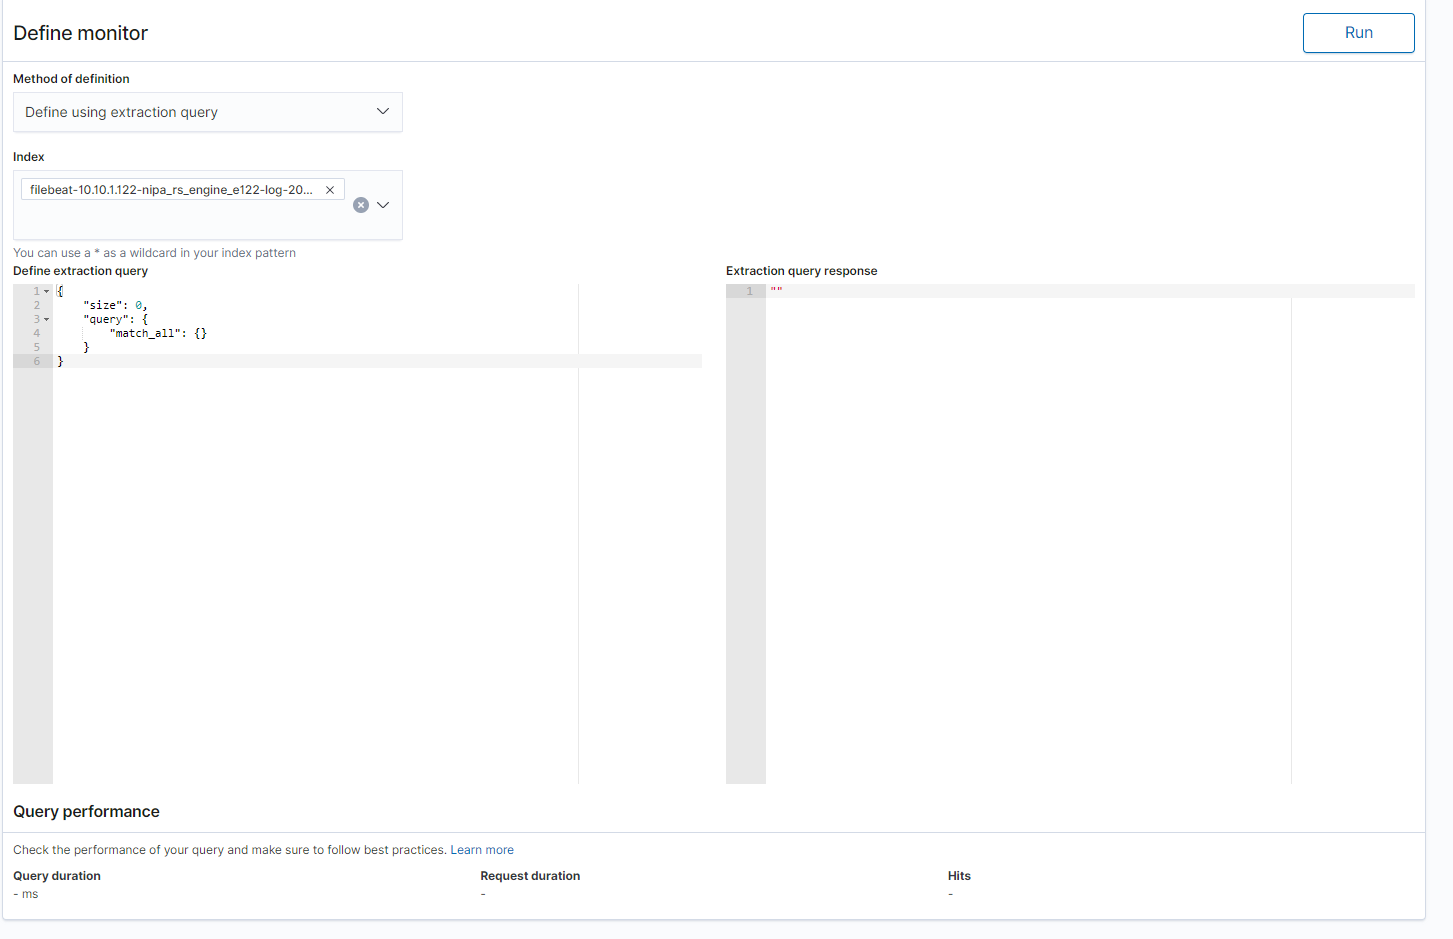 Define monitor
Run
Method of definition
Define using extraction query
Index
filebeat-10.10.1.122-nipa_rs_engine_e122-log-20...
You can use a * as a wildcard in your index pattern
Define extraction query
1 {
2 "size": 0,
3 "query": {
4 "match_all": {}
5 }
6 }
Extraction query response
1 ""
Query performance
Check the performance of your query and make sure to follow best practices. Learn more
Query duration
- ms
Request duration
-
Hits
-